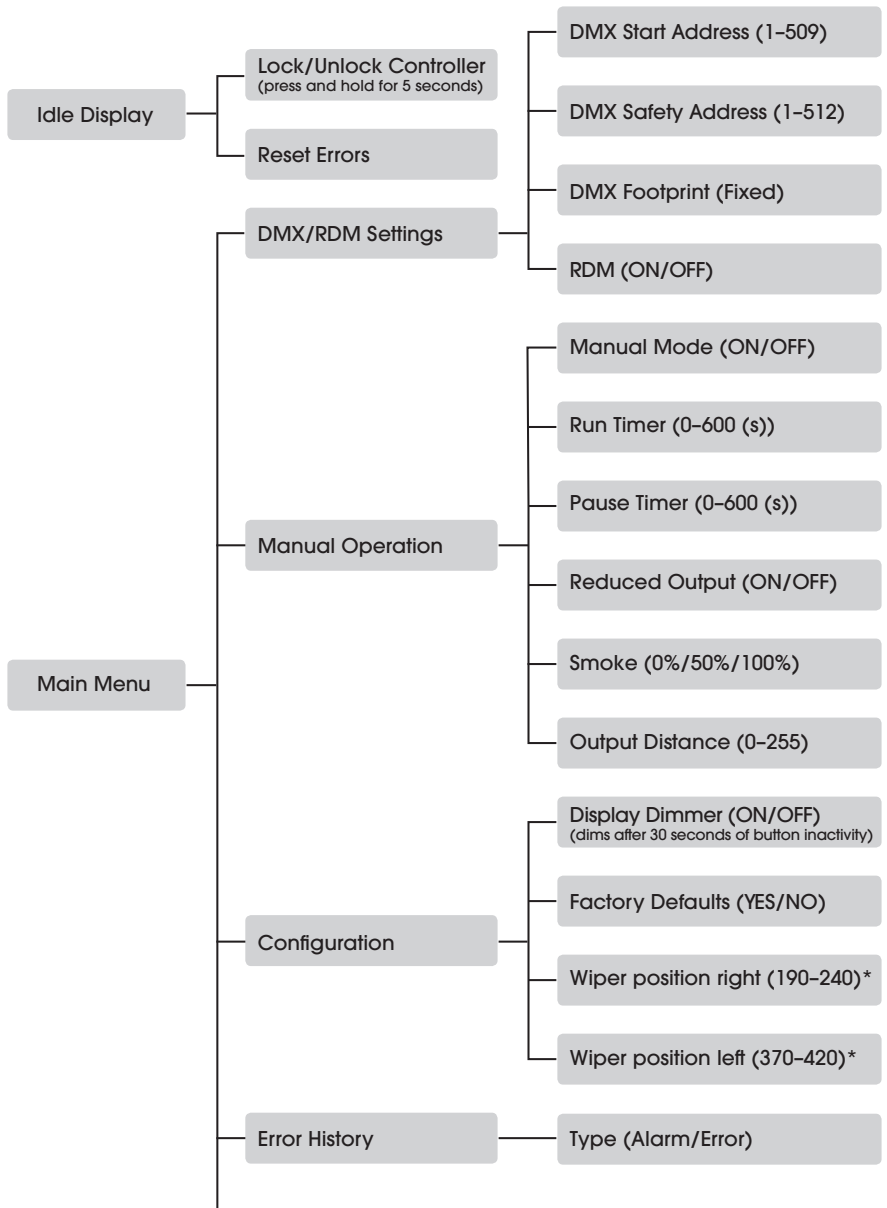 Idle Display
Lock/Unlock Controller
(press and hold for 5 seconds)
Reset Errors
Main Menu
DMX/RDM Settings
DMX Start Address (1–509)
DMX Safety Address (1–512)
DMX Footprint (Fixed)
RDM (ON/OFF)
Manual Operation
Manual Mode (ON/OFF)
Run Timer (0–600 (s))
Pause Timer (0–600 (s))
Reduced Output (ON/OFF)
Smoke (0%/50%/100%)
Output Distance (0–255)
Configuration
Display Dimmer (ON/OFF)
(dims after 30 seconds of button inactivity)
Factory Defaults (YES/NO)
Wiper position right (190–240)*
Wiper position left (370–420)*
Error History
Type (Alarm/Error)